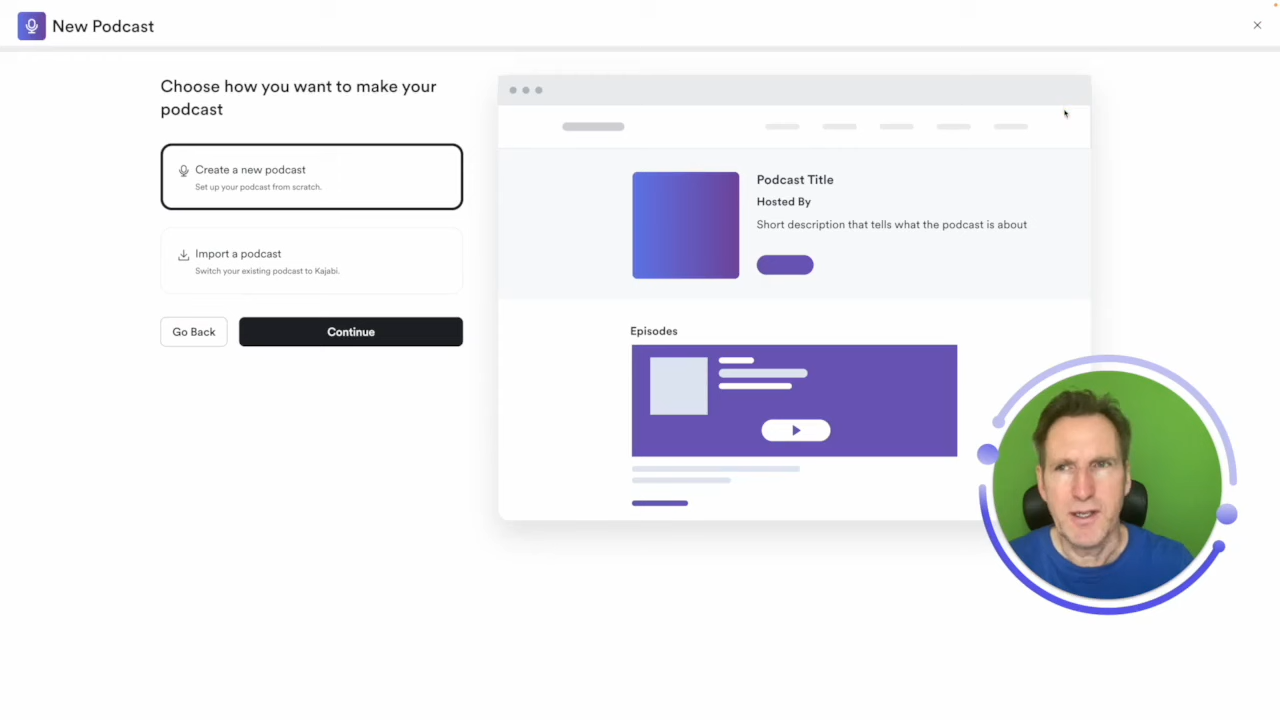 New Podcast
Choose how you want to make your
podcast
Create a new podcast
Set up your podcast from scratch.
Import a podcast
Switch your existing podcast to Kajabi.
Go Back
Continue
Podcast Title
Hosted By
Short description that tells what the podcast is about
Episodes